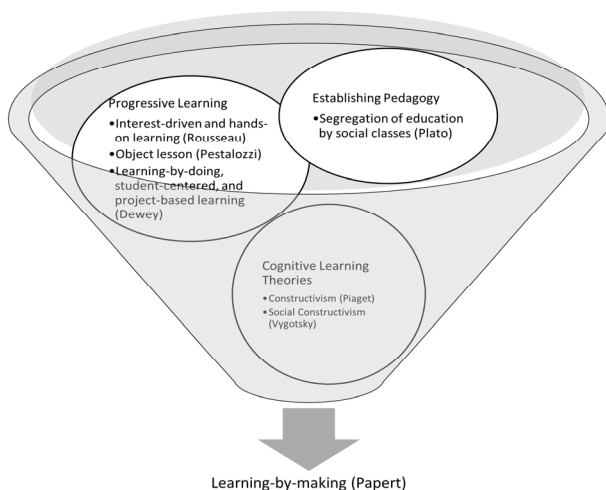 Progressive Learning
•Interest-driven and hands-
on learning (Rousseau)
•Object lesson (Pestalozzi)
•Learning-by-doing,
student-centered, and
project-based learning
(Dewey)
Establishing Pedagogy
•Segregation of education
by social classes (Plato)
Cognitive Learning
Theories
•Constructivism (Piaget)
•Social Constructivism
(Vygotsky)
Learning-by-making (Papert)